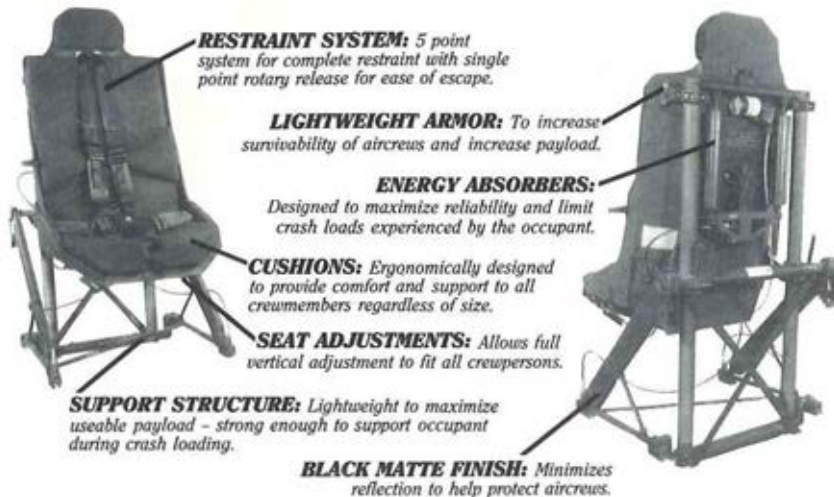 RESTRAINT SYSTEM: 5 point
system for complete restraint with single
point rotary release for ease of escape.
LIGHTWEIGHT ARMOR: To increase
survivability of aircrews and increase payload.
ENERGY ABSORBERS:
Designed to maximize reliability and limit
crash loads experienced by the occupant.
CUSHIONS: Ergonomically designed
to provide comfort and support to all
crewmembers regardless of size.
SEAT ADJUSTMENTS: Allows full
vertical adjustment to fit all crewpersons.
SUPPORT STRUCTURE: Lightweight to maximize
useable payload – strong enough to support occupant
during crash loading.
BLACK MATTE FINISH: Minimizes
reflection to help protect aircrews.